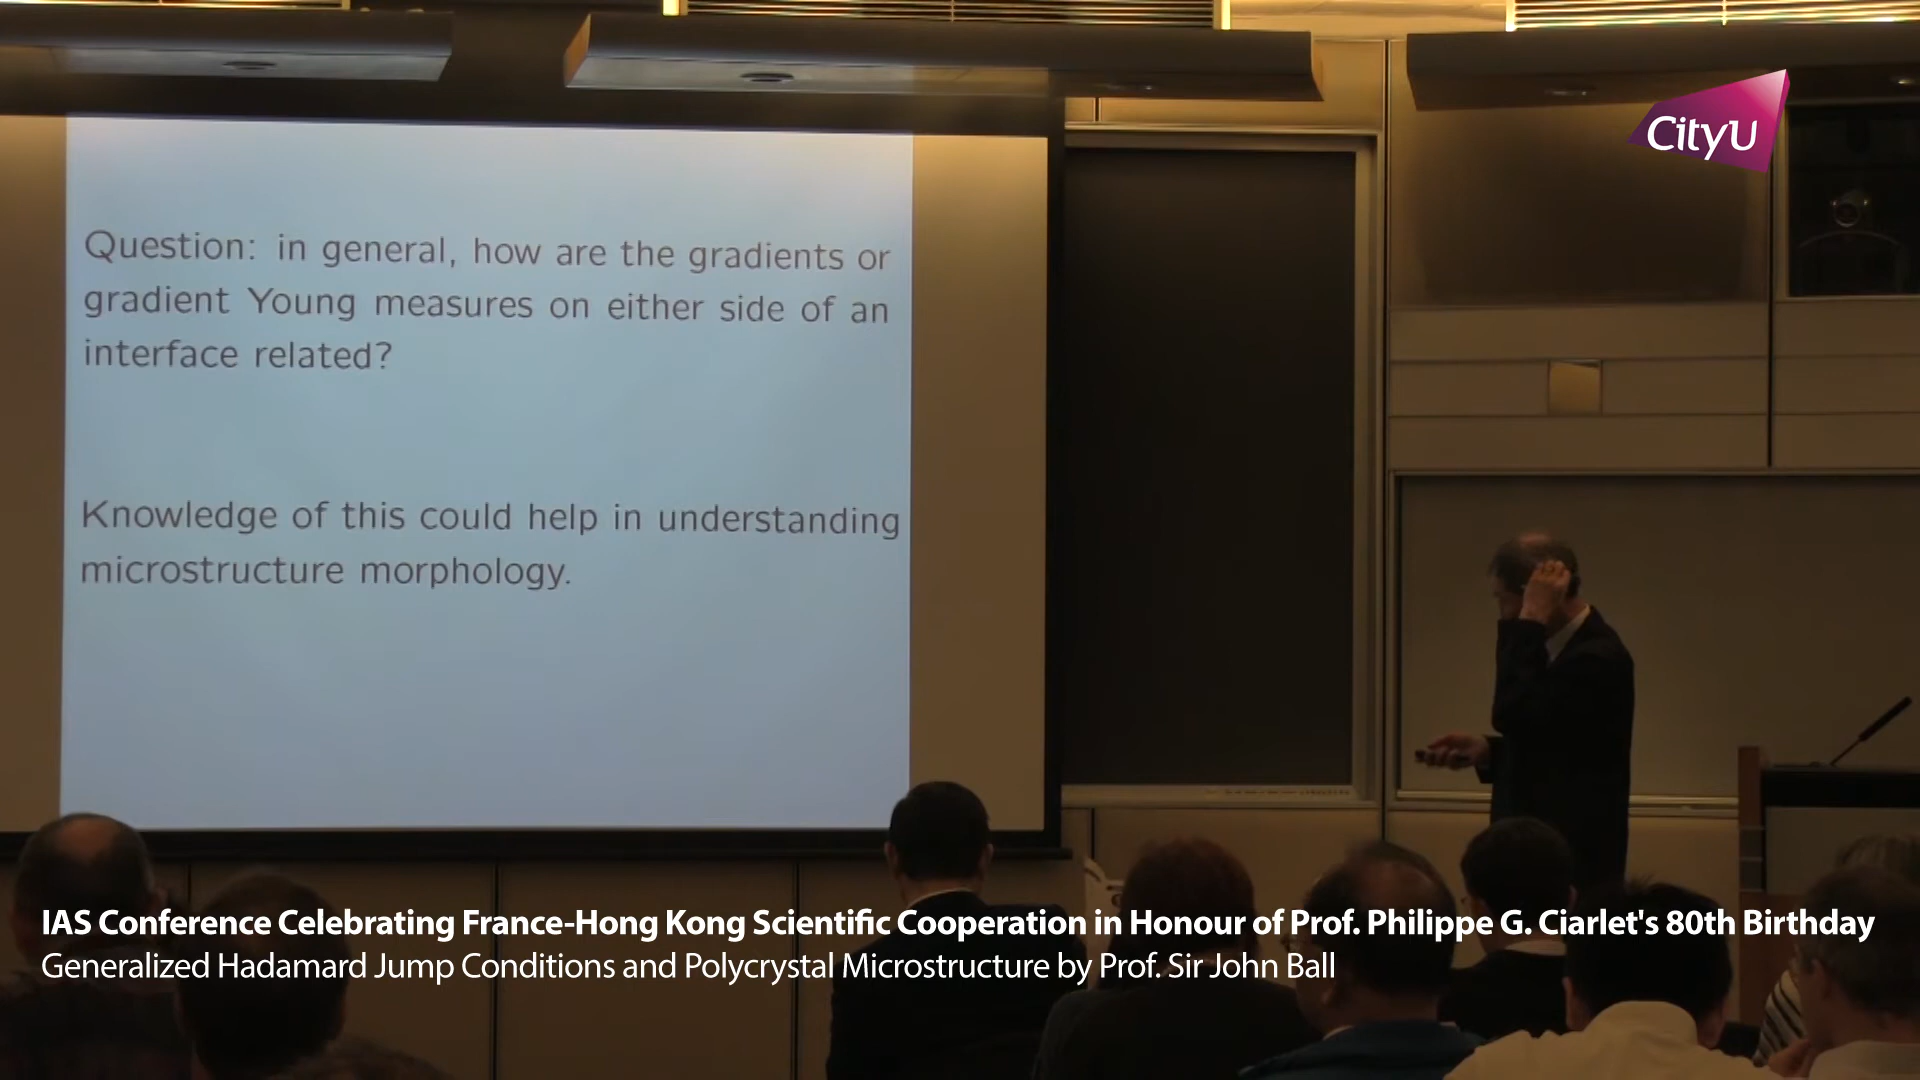 CityU
Question: in general, how are the gradients or
gradient Young measures on either side of an
interface related?
Knowledge of this could help in understanding
microstructure morphology.
IAS Conference Celebrating France-Hong Kong Scientific Cooperation in Honour of Prof. Philippe G. Ciarlet's 80th Birthday
Generalized Hadamard Jump Conditions and Polycrystal Microstructure by Prof. Sir John Ball